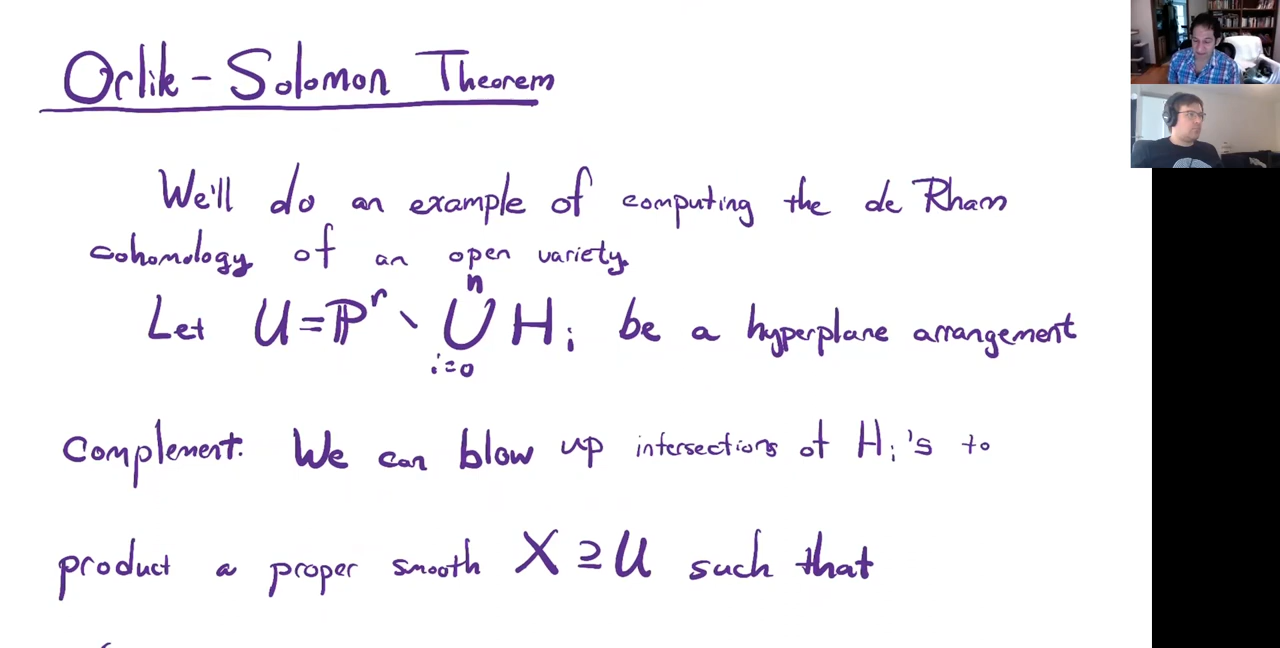 Orlik - Solomon Theorem
We'll do an example of computing the de Rham
cohomology of an open variety.
Let U = ℙ^r \ ⋃_{i=0}^{n} H_i be a hyperplane arrangement
Complement. We can blow up intersections of H_i's to
product a proper smooth X ⊇ U such that